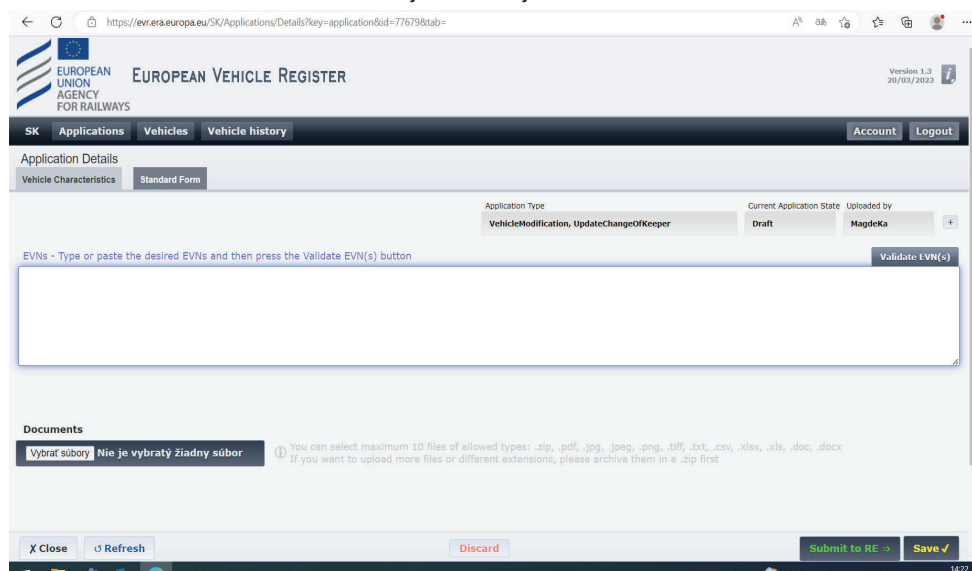 https://evr.era.europa.eu/SK/Applications/Details?key=application&id=77679&tab=
EUROPEAN
UNION
AGENCY
FOR RAILWAYS
EUROPEAN VEHICLE REGISTER
Version 1.3
20/03/2023
SK Applications Vehicles Vehicle history Account Logout
Application Details
Vehicle Characteristics Standard Form
Application Type Current Application State Uploaded by
VehicleModification, UpdateChangeOfKeeper Draft MagdeKa +
EVNs - Type or paste the desired EVNs and then press the Validate EVN(s) button Validate EVN(s)
Documents
Vybrať súbory Nie je vybratý žiadny súbor
You can select maximum 10 files of allowed types: .zip, .pdf, .jpg, .jpeg, .png, .tiff, .txt, .csv, .xlsx, .xls, .doc, .docx
If you want to upload more files or different extensions, please archive them in a .zip first
X Close ↺ Refresh Discard Submit to RE ⇒ Save ✓
14:22